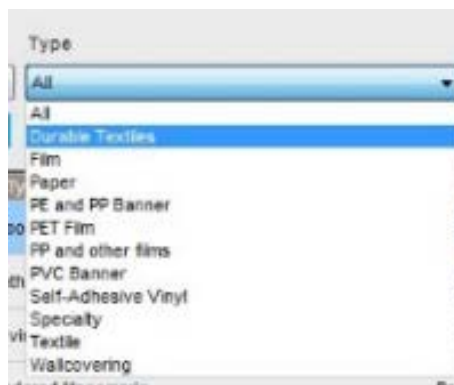 Type
All
All
Durable Textiles
Film
Paper
PE and PP Banner
PET Film
PP and other films
PVC Banner
Self-Adhesive Vinyl
Specialty
Textile
Wallcovering